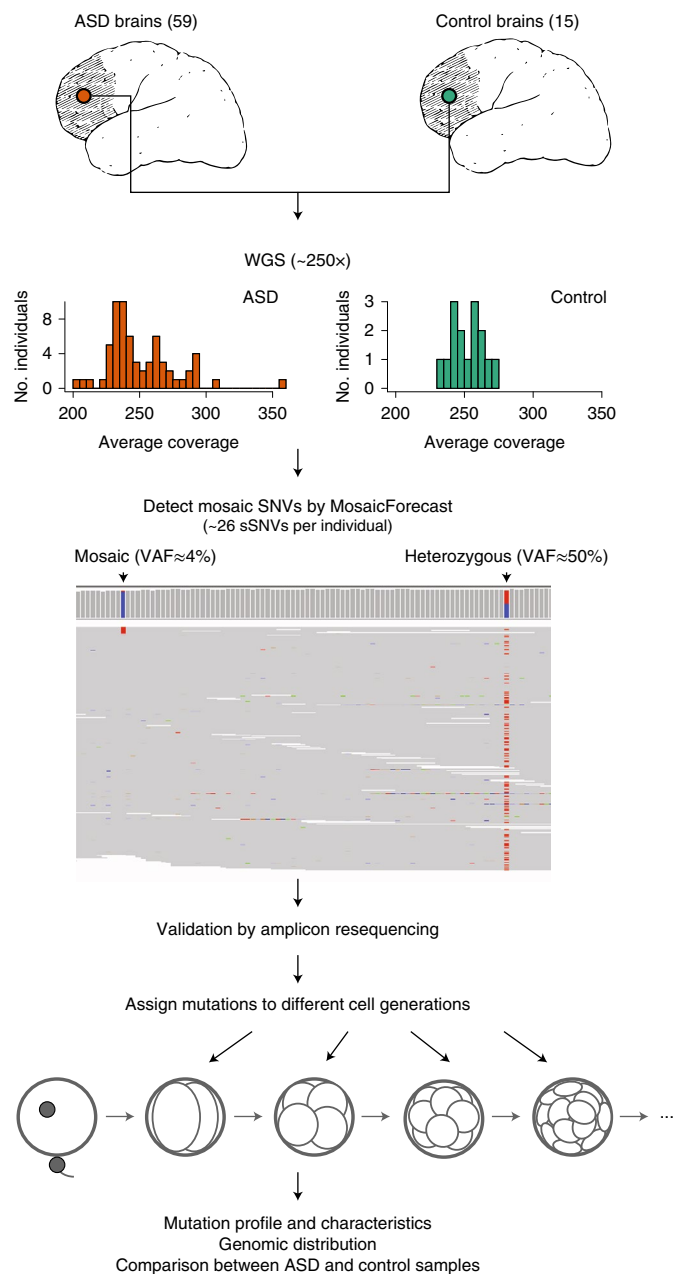 ASD brains (59)
Control brains (15)
WGS (~250×)
No. individuals
ASD
8
4
0
200
250
300
350
Average coverage
No. individuals
Control
3
2
1
0
200
250
300
350
Average coverage
Detect mosaic SNVs by MosaicForecast
(~26 sSNVs per individual)
Mosaic (VAF≈4%)
Heterozygous (VAF≈50%)
Validation by amplicon resequencing
Assign mutations to different cell generations
...
Mutation profile and characteristics
Genomic distribution
Comparison between ASD and control samples